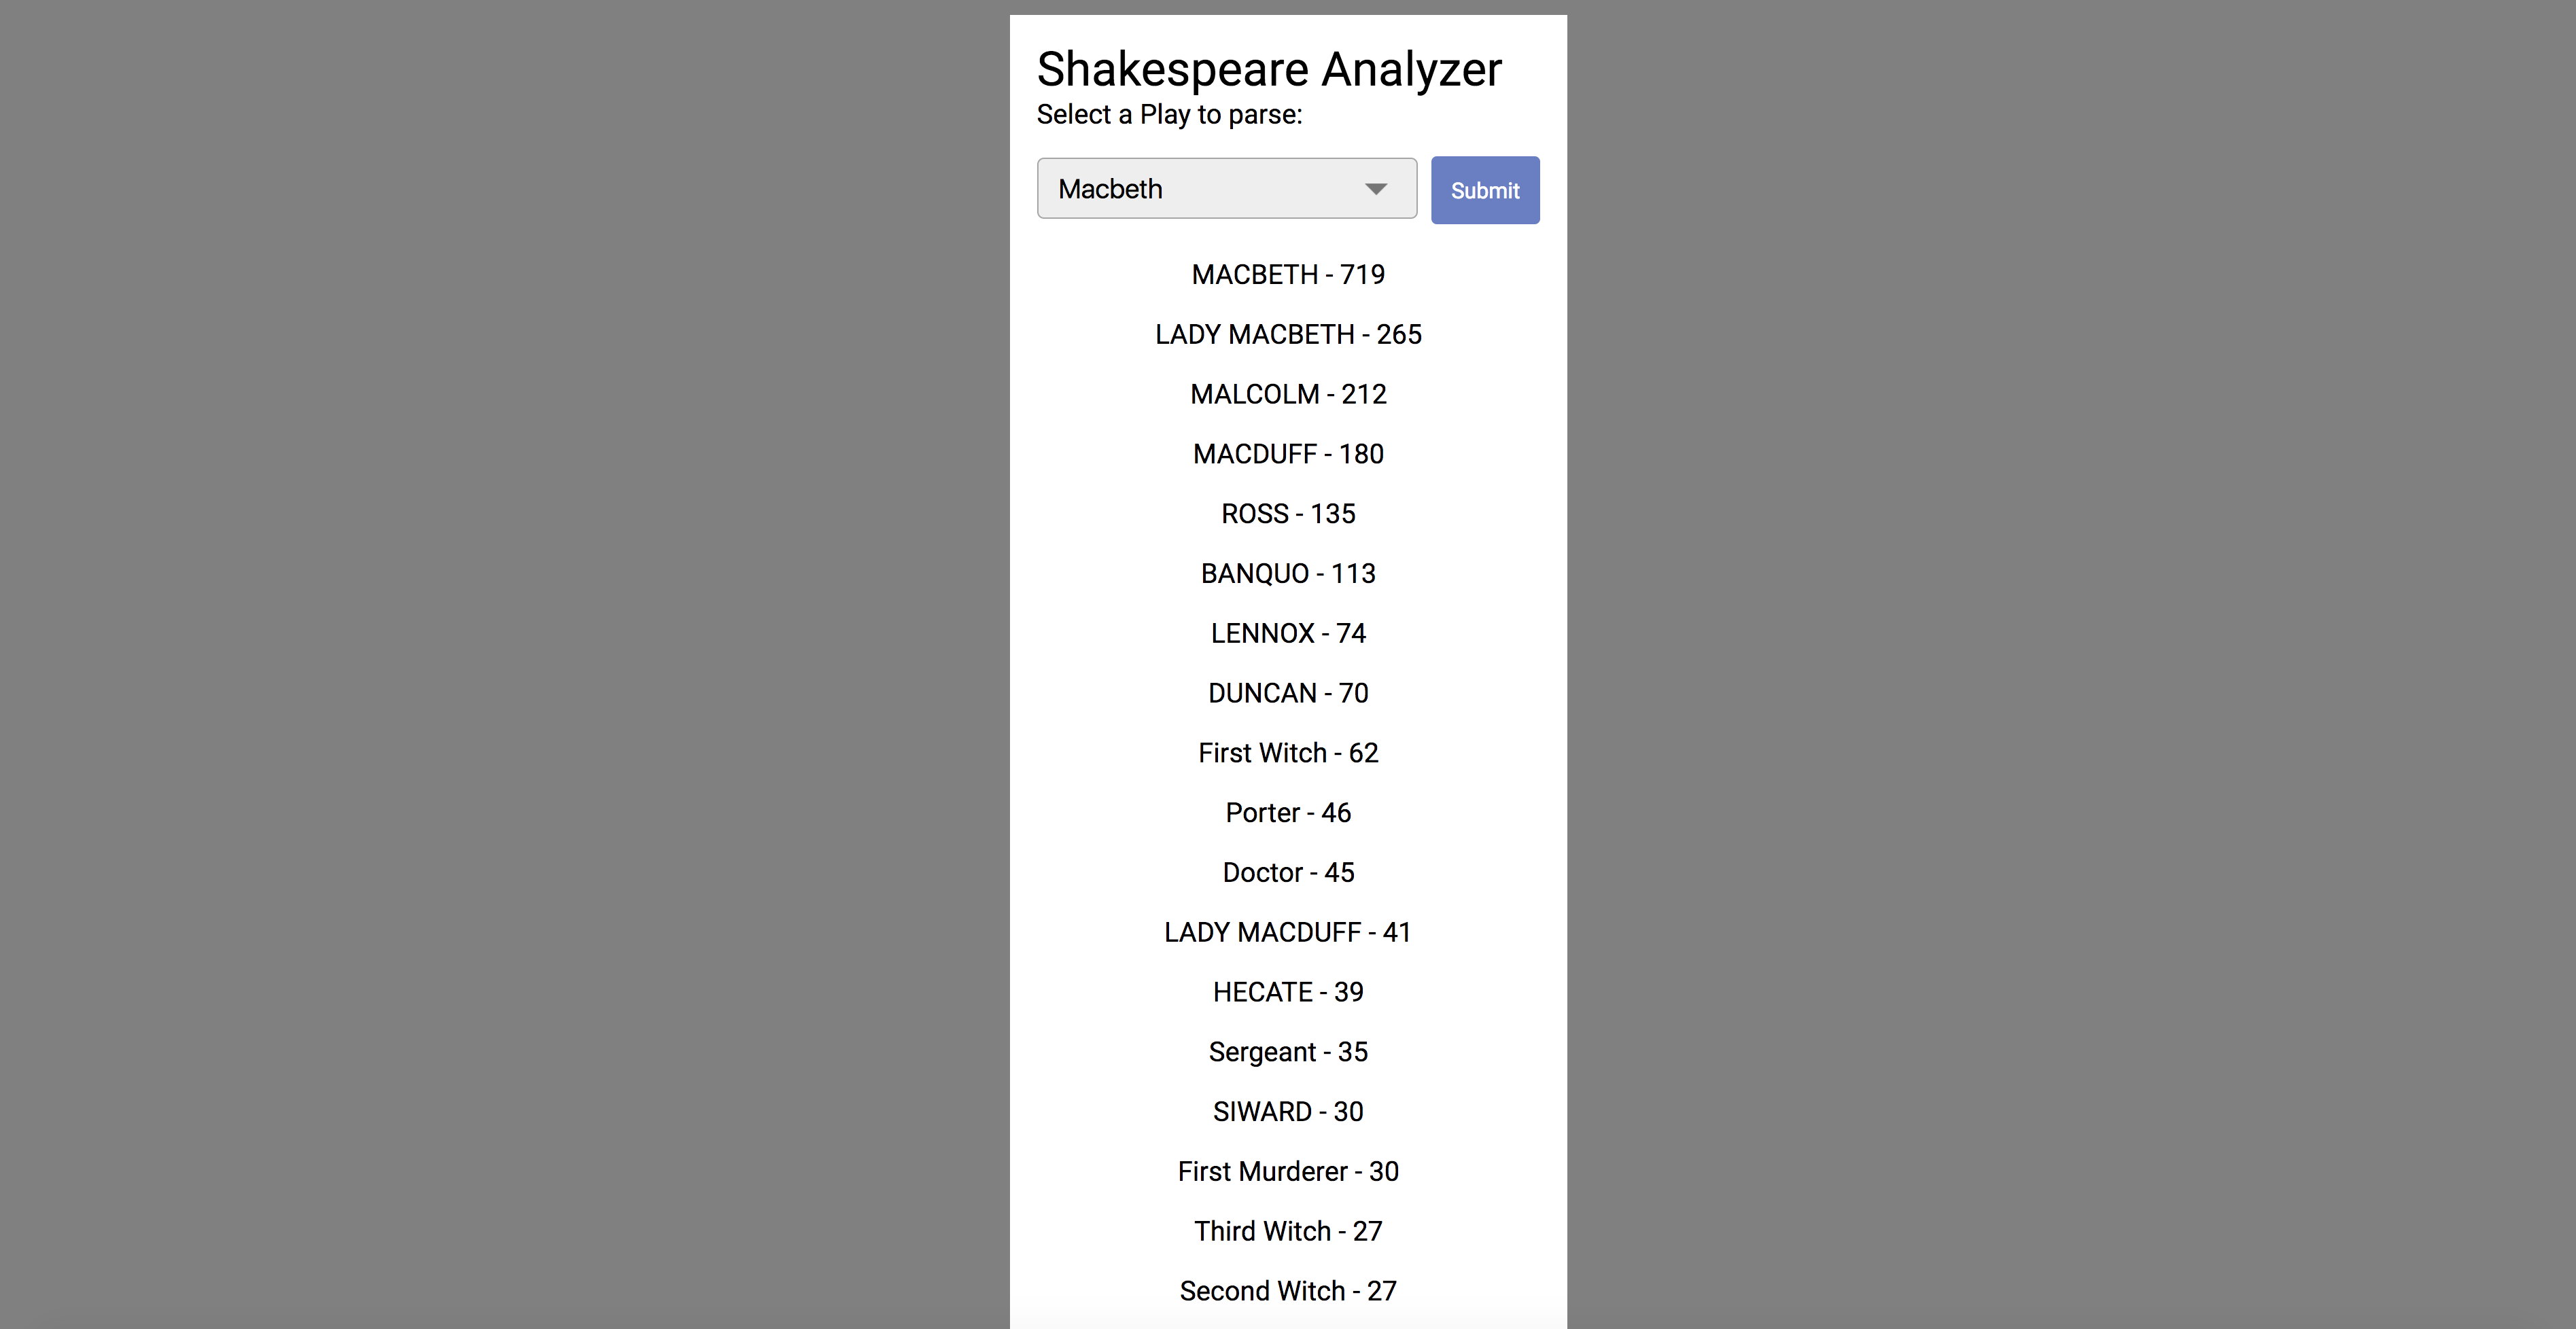 Shakespeare Analyzer
Select a Play to parse:
Macbeth
Submit
MACBETH - 719
LADY MACBETH - 265
MALCOLM - 212
MACDUFF - 180
ROSS - 135
BANQUO - 113
LENNOX - 74
DUNCAN - 70
First Witch - 62
Porter - 46
Doctor - 45
LADY MACDUFF - 41
HECATE - 39
Sergeant - 35
SIWARD - 30
First Murderer - 30
Third Witch - 27
Second Witch - 27